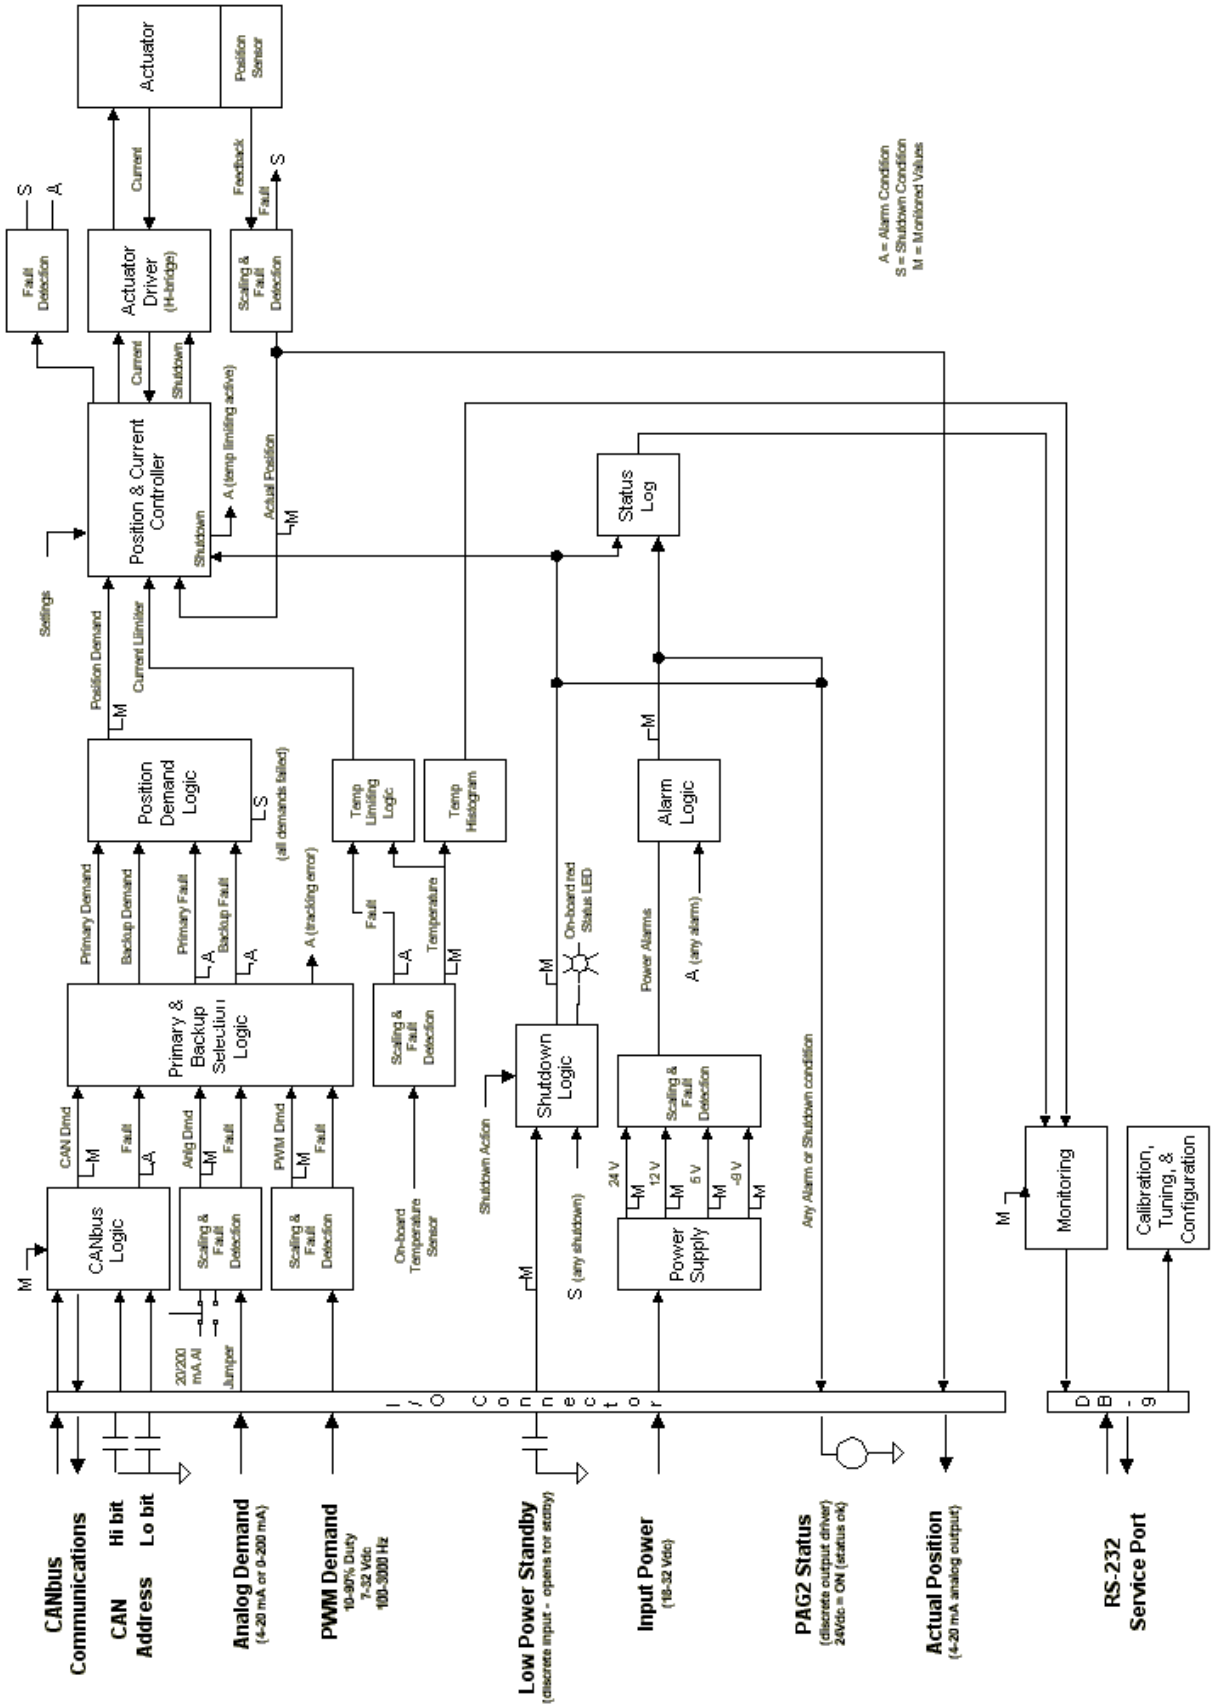 CANbus
Communications
CAN Hi bit
Address Lo bit
Analog Demand
(4-20 mA or 0-200 mA)
PWM Demand
10-90% Duty
7-32 Vdc
100-3000 Hz
Low Power Standby
(discrete input - opens for stdby)
Input Power
(18-32 Vdc)
PAG2 Status
(discrete output driver)
24Vdc = ON (status ok)
Actual Position
(4-20 mA analog output)
RS-232
Service Port
I/O Connector
DB-9
20/200
mA AI
Jumper
M
CANbus
Logic
Scaling &
Fault
Detection
Scaling &
Fault
Detection
CAN Dmd
M
Fault
A
Anlg Dmd
M
Fault
PWM Dmd
M
Fault
On-board
Temperature
Sensor
M
S (any shutdown)
Shutdown Action
Power
Supply
24 V
M
12 V
M
5 V
M
-9 V
M
Primary &
Backup
Selection
Logic
Scaling &
Fault
Detection
Shutdown
Logic
Scaling &
Fault
Detection
Primary Demand
Backup Demand
Primary Fault
A
Backup Fault
A
A (tracking error)
Fault
A
Temperature
M
M
On-board red
Status LED
Power Alarms
A (any alarm)
Any Alarm or Shutdown condition
Position
Demand
Logic
S
(all demands failed)
Temp
Limiting
Logic
Temp
Histogram
Alarm
Logic
M
M
Position Demand
Current Limiter
Settings
Position & Current
Controller
Shutdown
A (temp limiting active)
Actual Position
M
Status
Log
Current
Shutdown
Fault
Detection
S
A
Actuator
Driver
(H-bridge)
Scaling &
Fault
Detection
Current
Feedback
Fault
S
Actuator
Position
Sensor
A = Alarm Condition
S = Shutdown Condition
M = Monitored Values
M
Monitoring
Calibration,
Tuning, &
Configuration